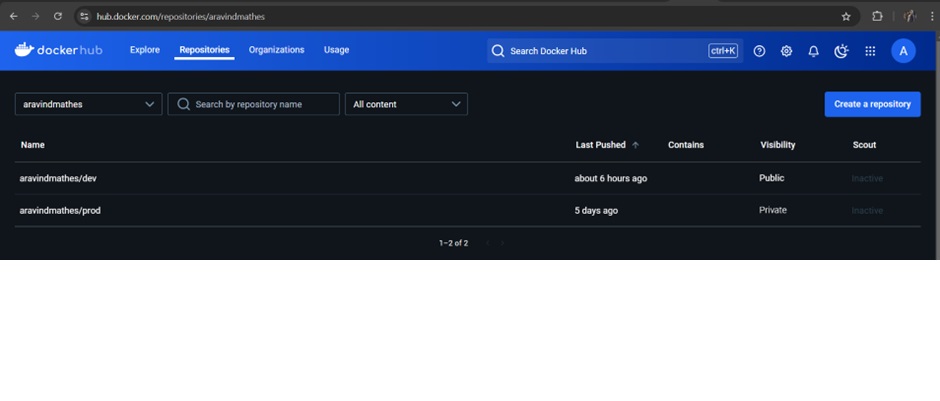 hub.docker.com/repositories/aravindmathes
dockerhub Explore Repositories Organizations Usage Search Docker Hub ctrl+K A
aravindmathes Search by repository name All content Create a repository
Name Last Pushed Contains Visibility Scout
aravindmathes/dev about 6 hours ago Public Inactive
aravindmathes/prod 5 days ago Private Inactive
1–2 of 2